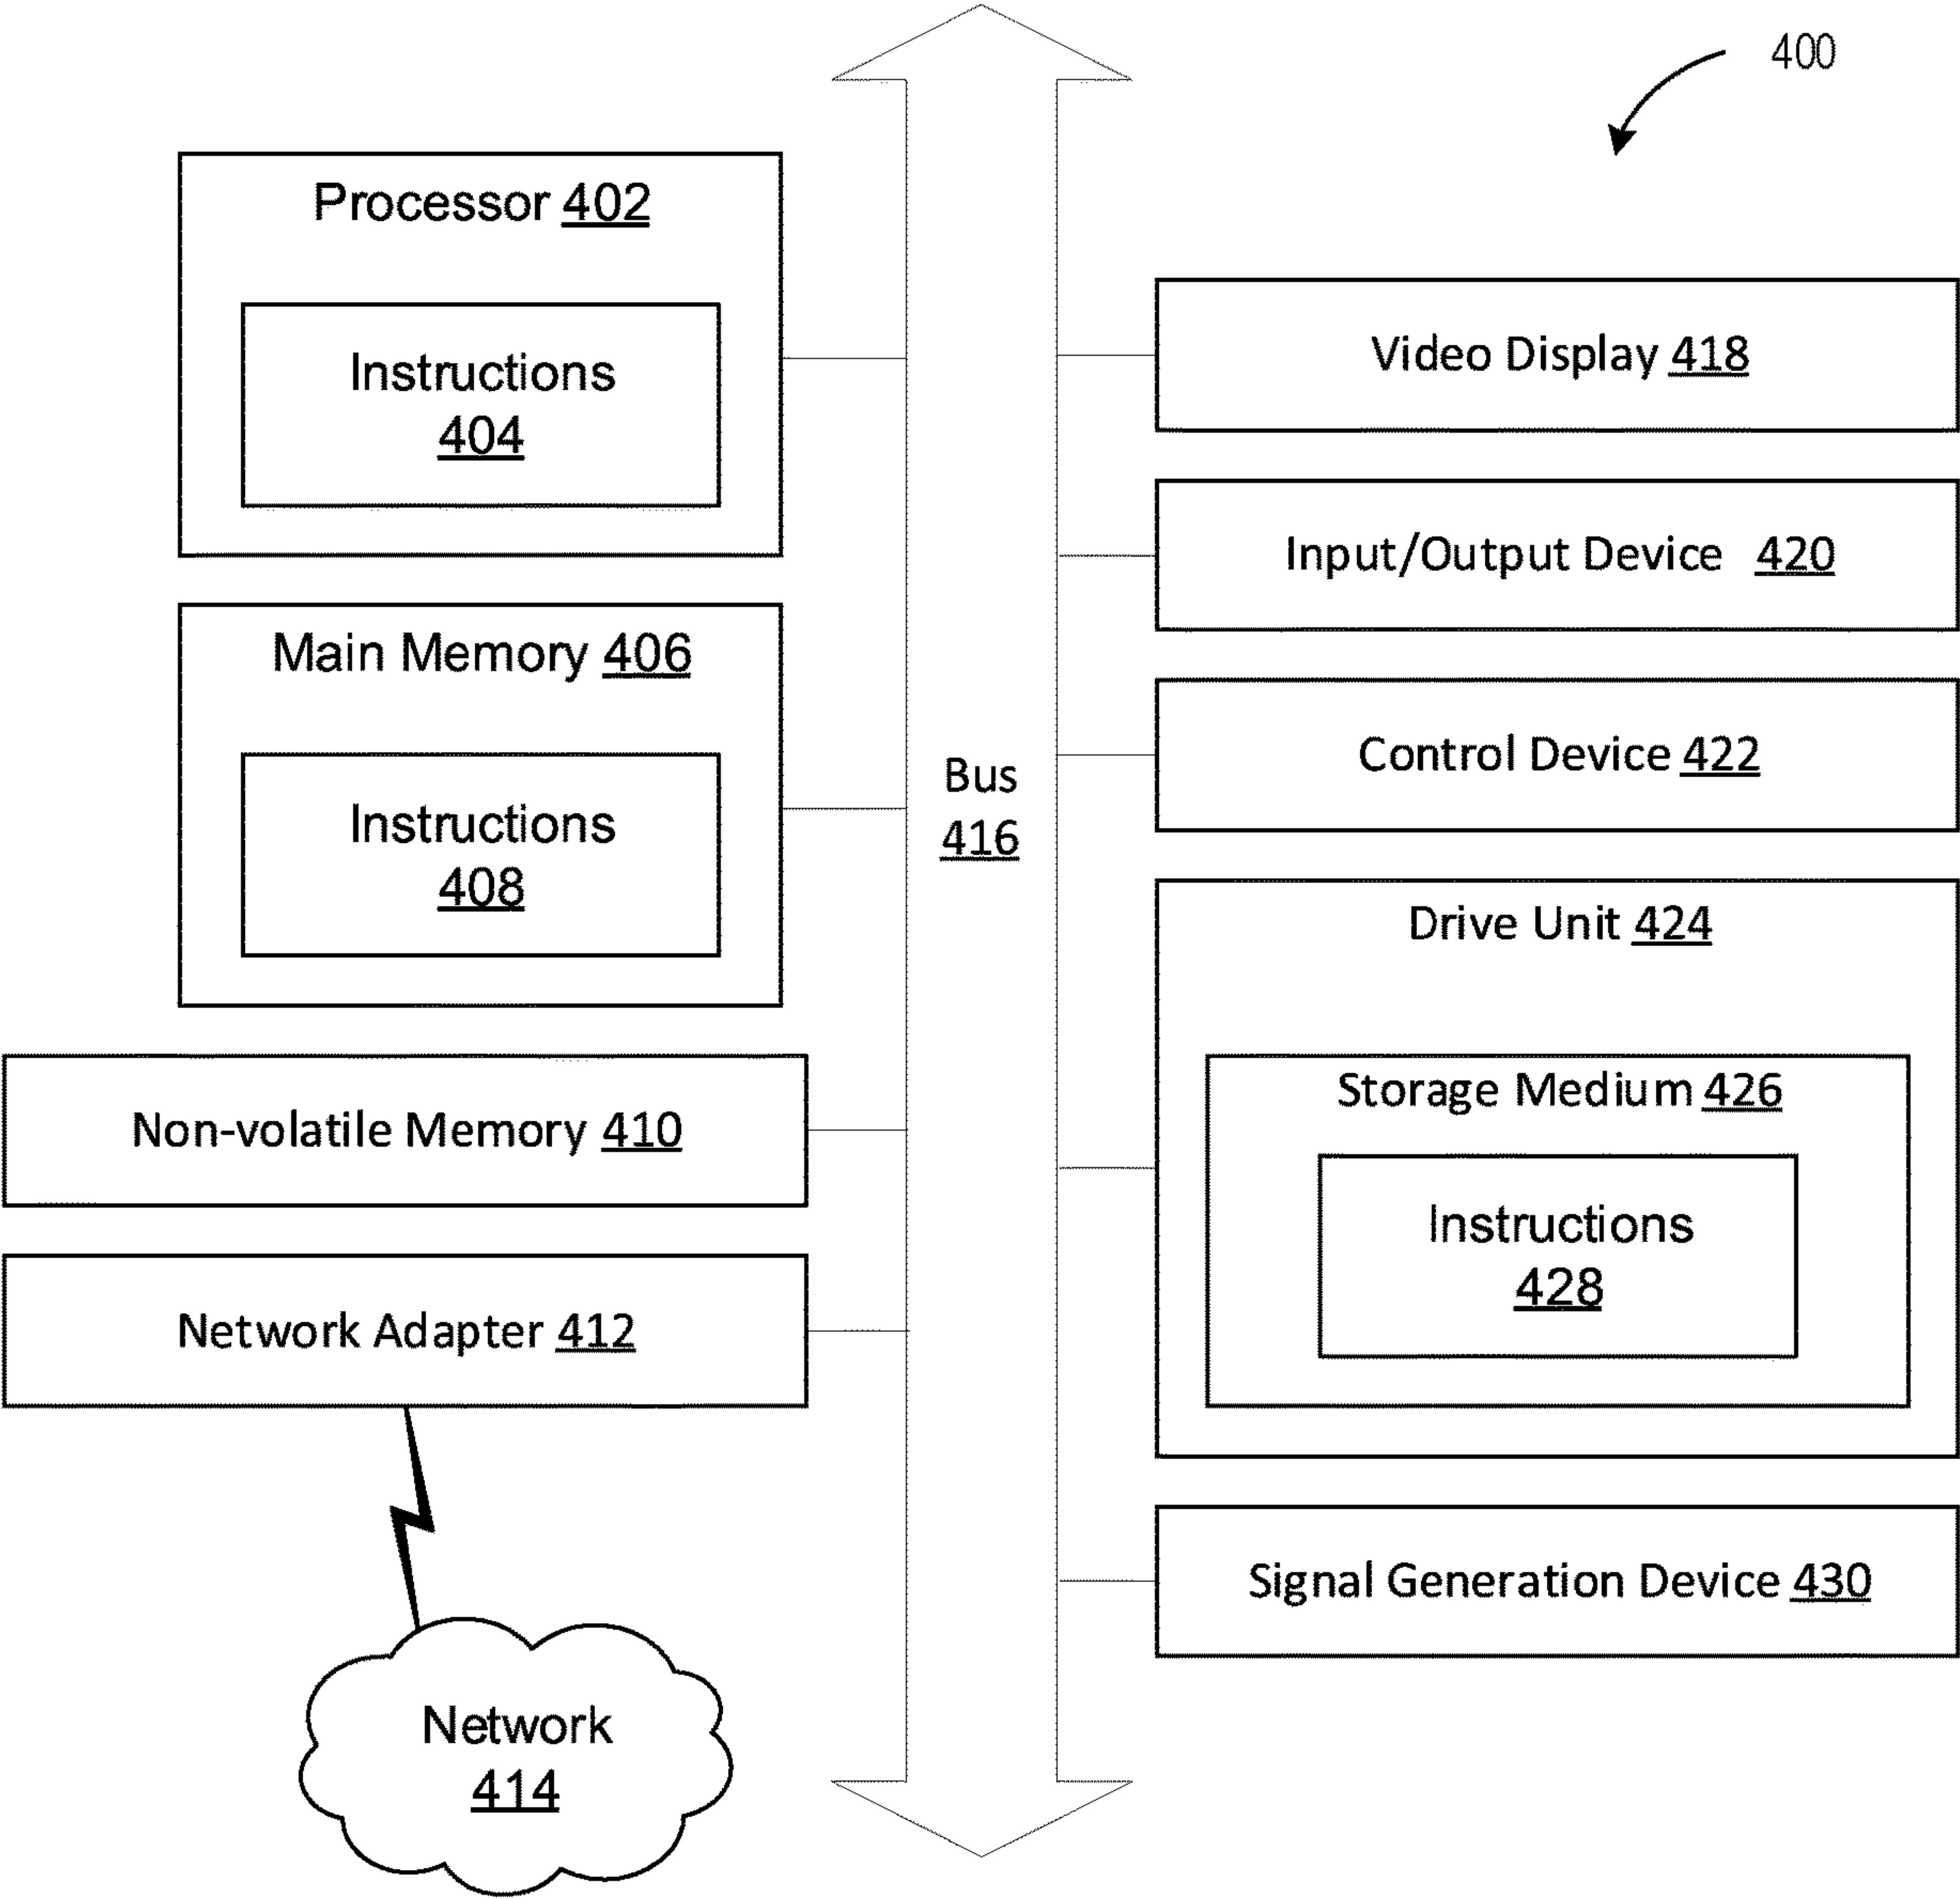 400
Processor 402
Instructions
404
Main Memory 406
Instructions
408
Non-volatile Memory 410
Network Adapter 412
Network
414
Bus
416
Video Display 418
Input/Output Device 420
Control Device 422
Drive Unit 424
Storage Medium 426
Instructions
428
Signal Generation Device 430